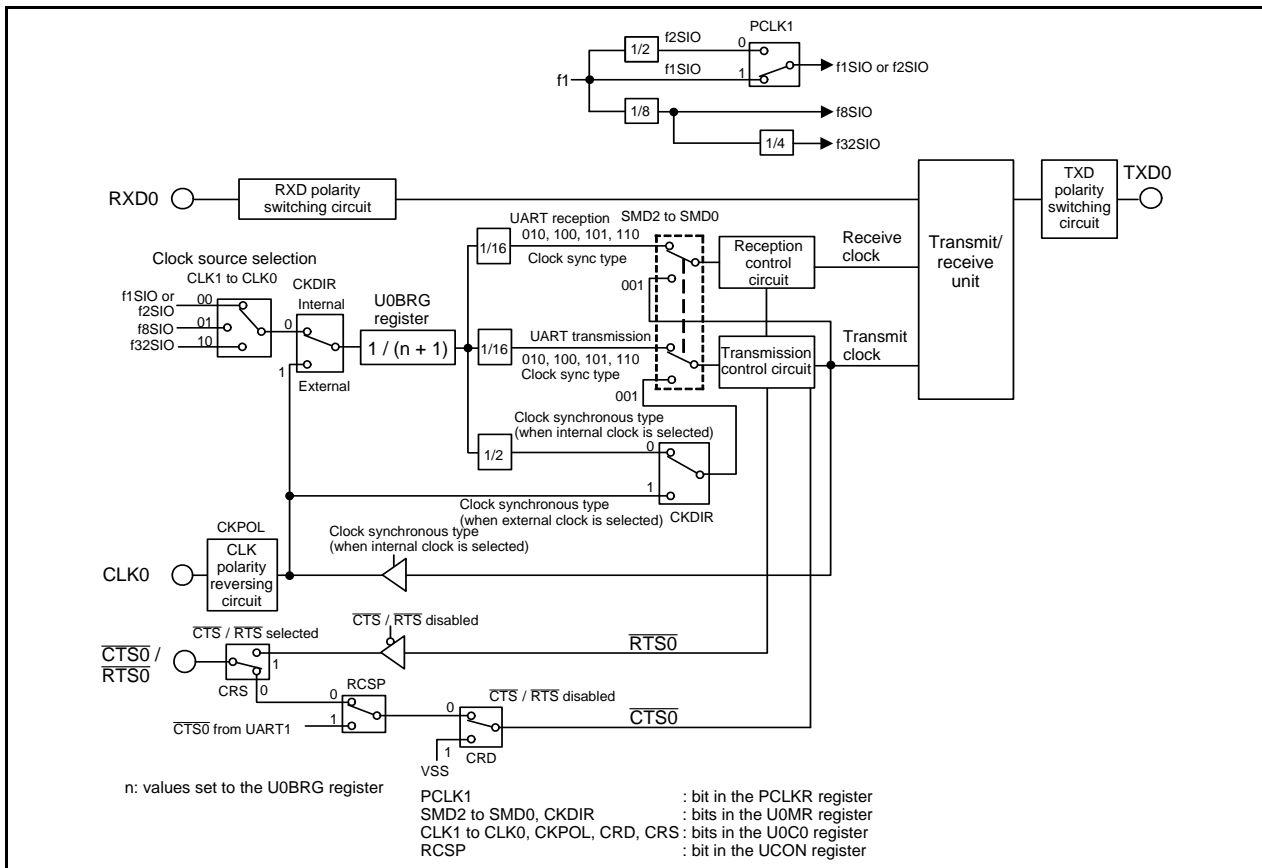 PCLK1
f2SIO
1/2
0
f1SIO
1
f1SIO or f2SIO
f1
1/8
f8SIO
1/4
f32SIO
RXD0
RXD polarity
switching circuit
TXD
polarity
switching
circuit
TXD0
Transmit/
receive
unit
UART reception
SMD2 to SMD0
1/16
010, 100, 101, 110
Clock sync type
Reception
control
circuit
Receive
clock
001
Clock source selection
CLK1 to CLK0
CKDIR
f1SIO or
f2SIO
00
f8SIO
01
f32SIO
10
Internal
0
1
External
U0BRG
register
1 / (n + 1)
UART transmission
1/16
010, 100, 101, 110
Clock sync type
Transmission
control circuit
Transmit
clock
001
Clock synchronous type
(when internal clock is selected)
1/2
0
1
CKDIR
Clock synchronous type
(when external clock is selected)
CKPOL
CLK
polarity
reversing
circuit
CLK0
Clock synchronous type
(when internal clock is selected)
CTS / RTS selected
CTS / RTS disabled
CTS0 /
RTS0
1
RTS0
CRS
0
RCSP
0
1
CTS0 from UART1
CTS / RTS disabled
0
CTS0
1
CRD
VSS
n: values set to the U0BRG register
PCLK1 : bit in the PCLKR register
SMD2 to SMD0, CKDIR : bits in the U0MR register
CLK1 to CLK0, CKPOL, CRD, CRS : bits in the U0C0 register
RCSP : bit in the UCON register